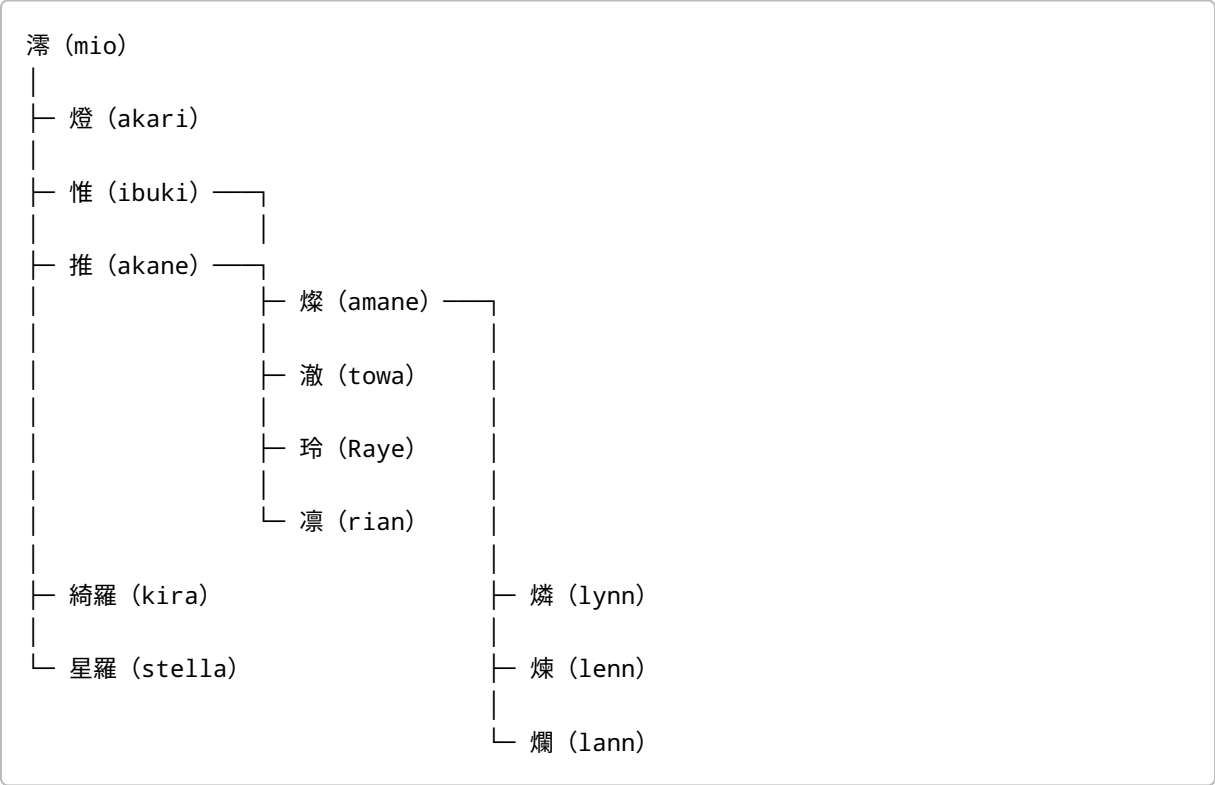 澪（mio）
燈（akari）
惟（ibuki）
推（akane）
燦（amane）
澈（towa）
玲（Raye）
凛（rian）
綺羅（kira） 燐（lynn）
星羅（stella） 煉（lenn）
爛（lann）